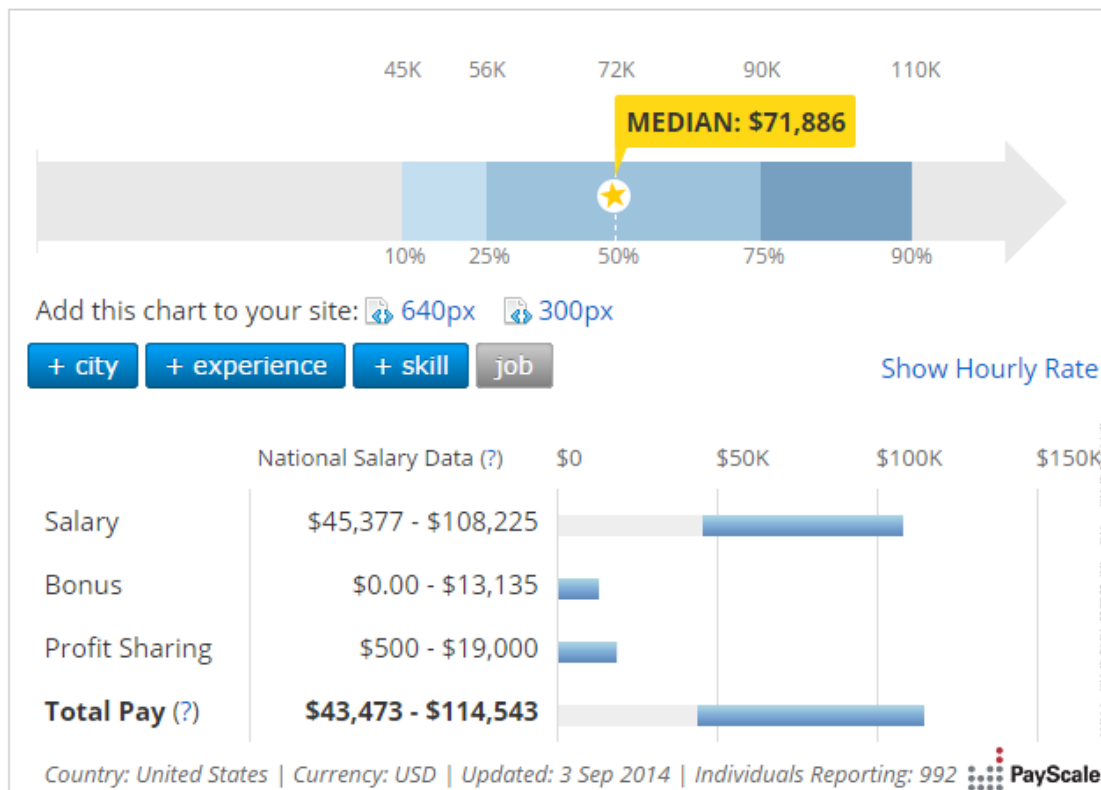 45K 56K 72K 90K 110K
MEDIAN: $71,886
10% 25% 50% 75% 90%
Add this chart to your site: 640px 300px
+ city + experience + skill job
Show Hourly Rate
National Salary Data (?) $0 $50K $100K $150K
Salary $45,377 - $108,225
Bonus $0.00 - $13,135
Profit Sharing $500 - $19,000
Total Pay (?) $43,473 - $114,543
Country: United States | Currency: USD | Updated: 3 Sep 2014 | Individuals Reporting: 992 PayScale